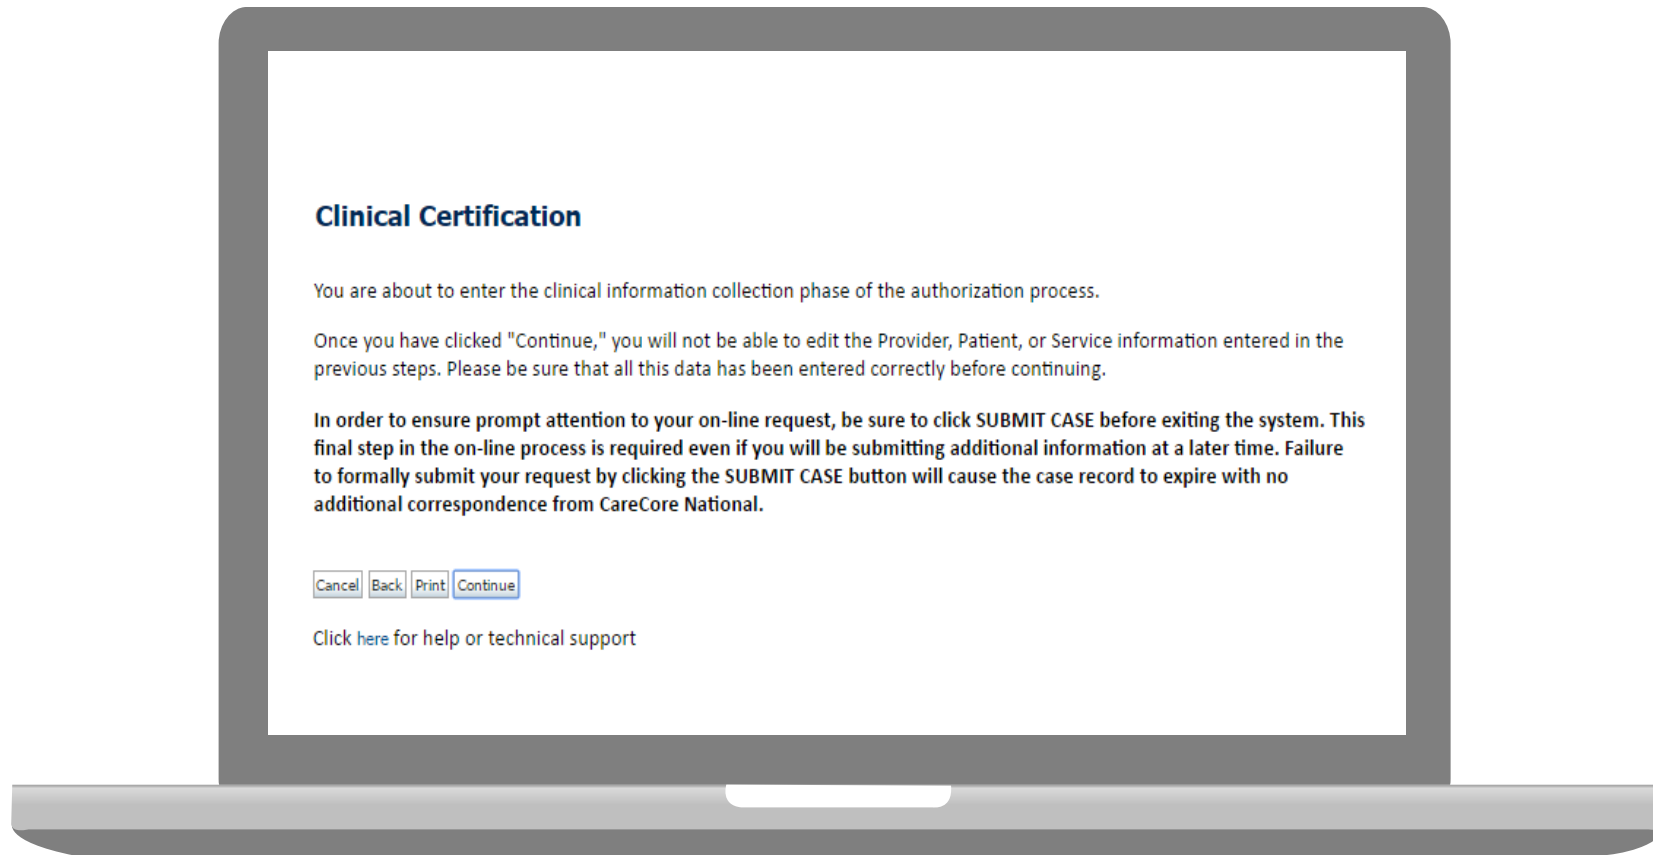 Clinical Certification
You are about to enter the clinical information collection phase of the authorization process.
Once you have clicked "Continue," you will not be able to edit the Provider, Patient, or Service information entered in the
previous steps. Please be sure that all this data has been entered correctly before continuing.
In order to ensure prompt attention to your on-line request, be sure to click SUBMIT CASE before exiting the system. This
final step in the on-line process is required even if you will be submitting additional information at a later time. Failure
to formally submit your request by clicking the SUBMIT CASE button will cause the case record to expire with no
additional correspondence from CareCore National.
Cancel Back Print Continue
Click here for help or technical support